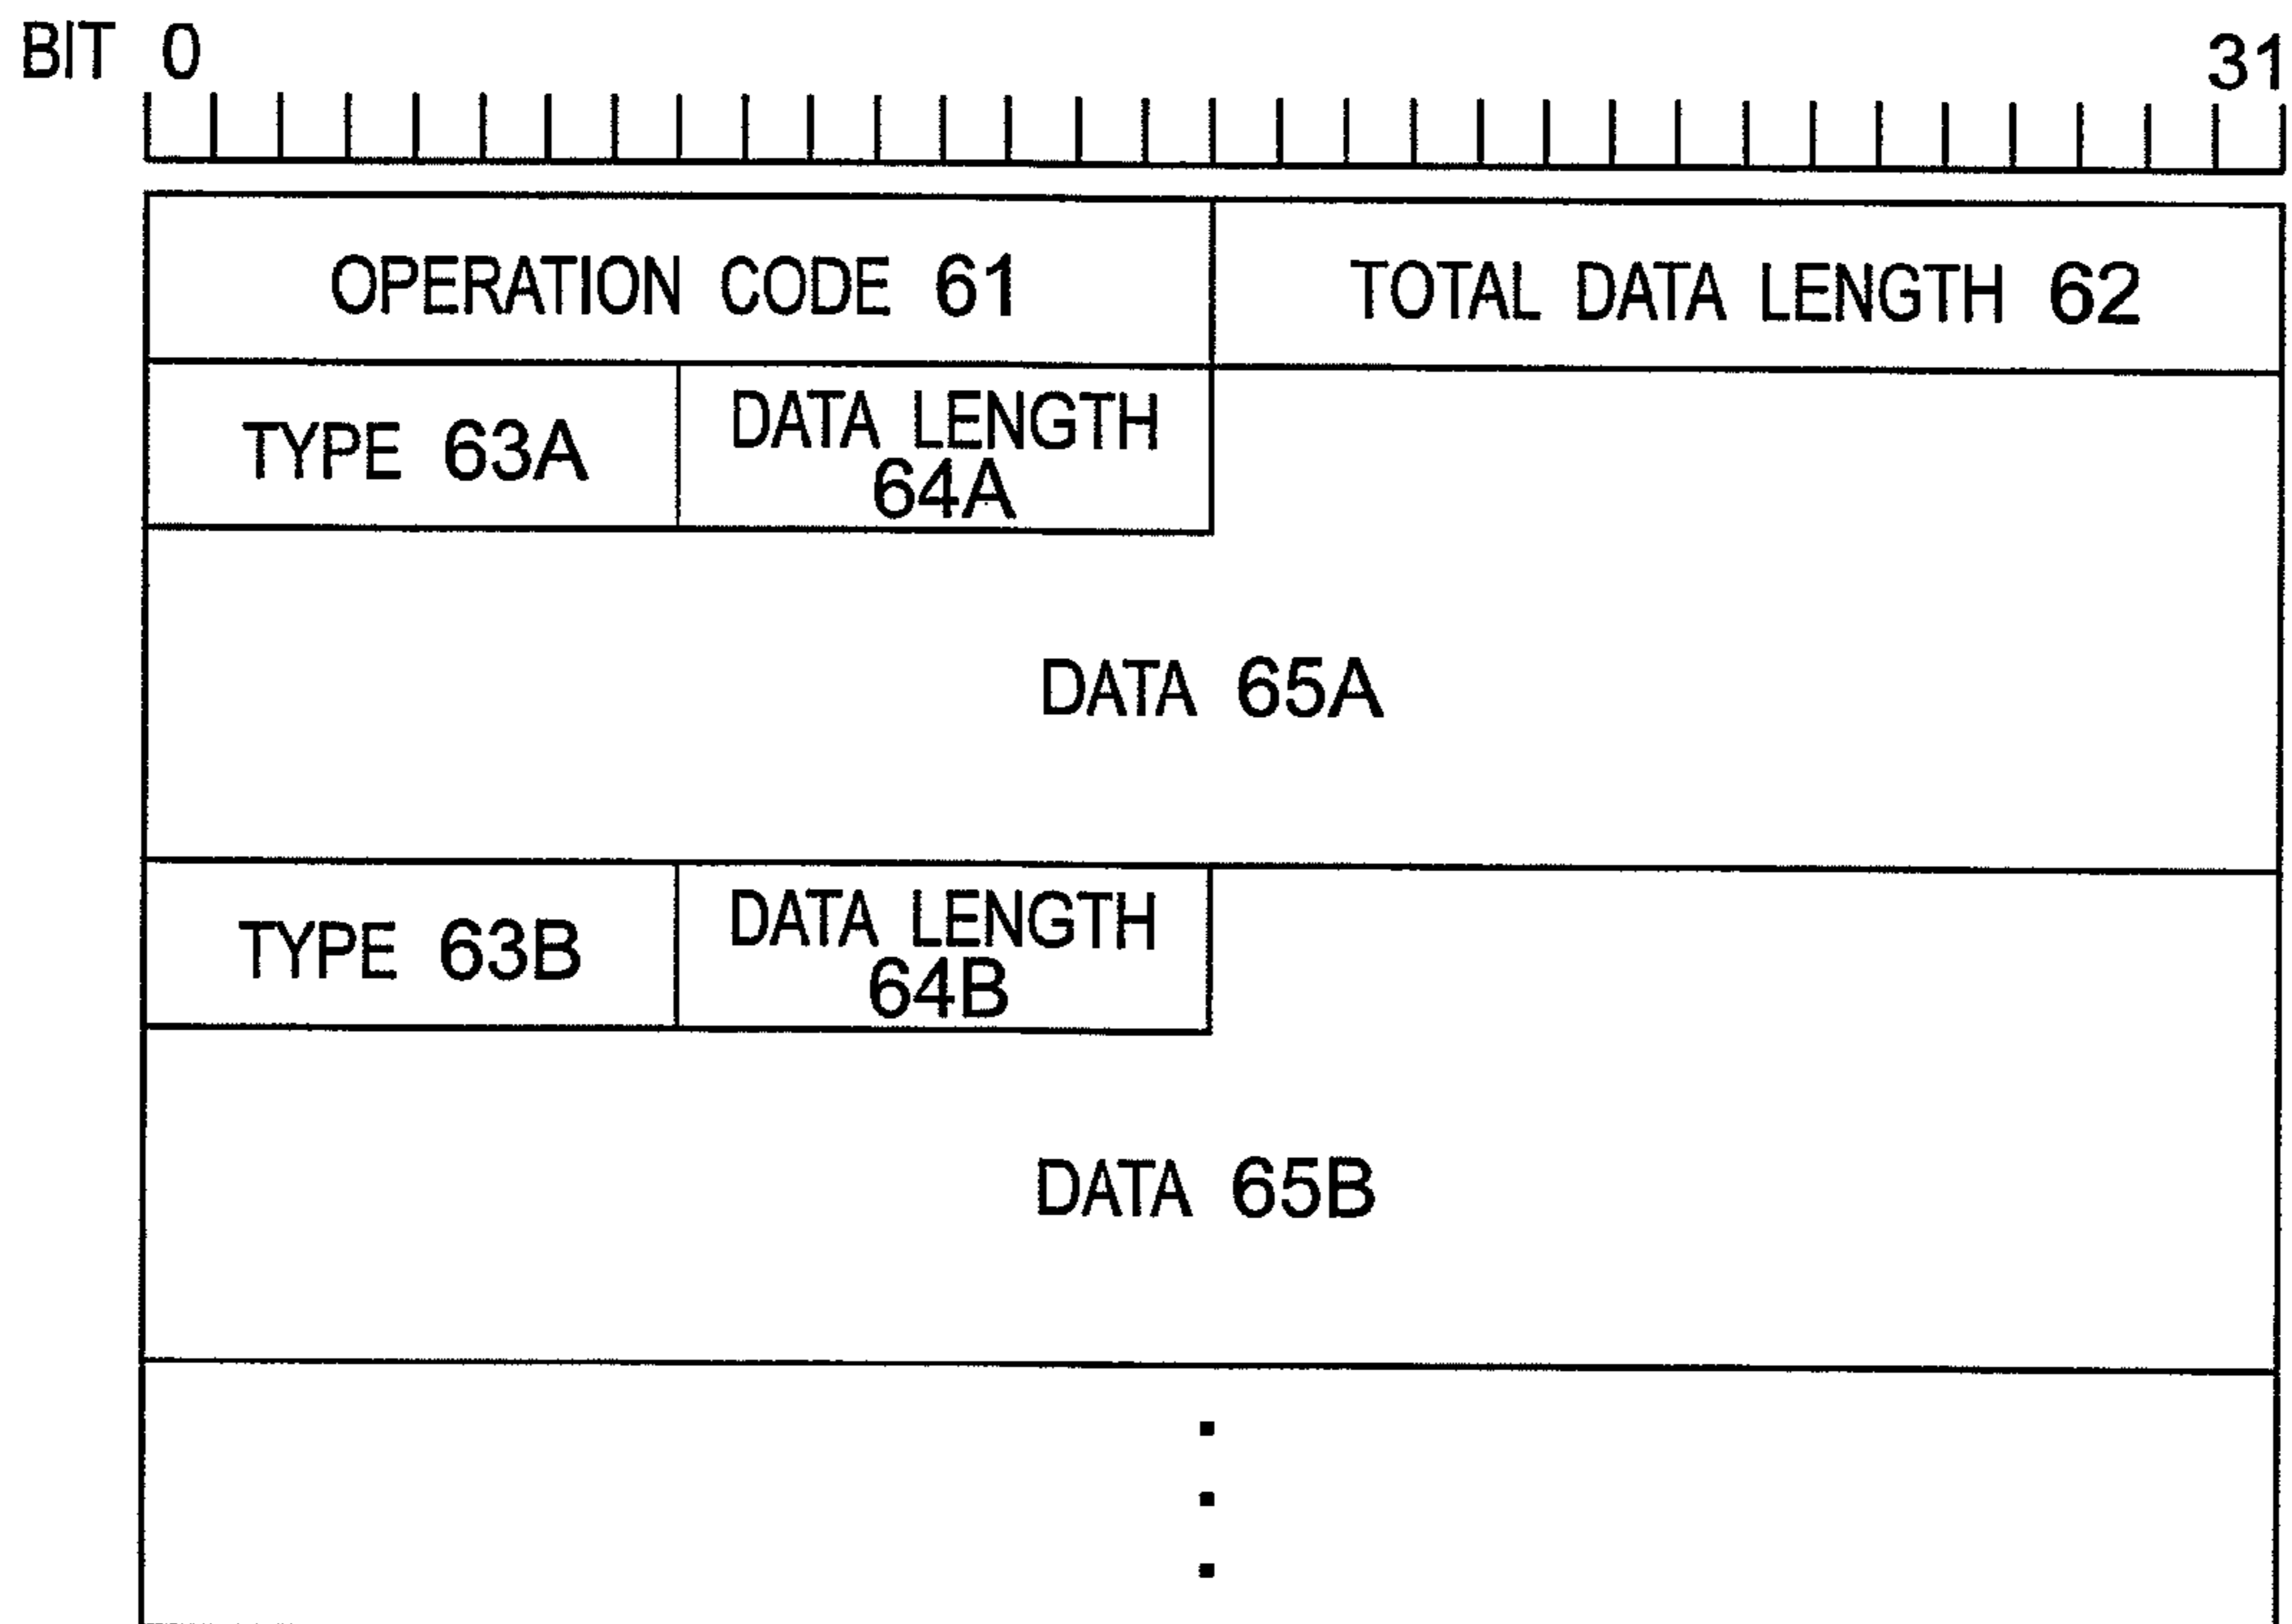 BIT 0 31
OPERATION CODE 61 TOTAL DATA LENGTH 62
TYPE 63A
DATA LENGTH
64A
DATA 65A
TYPE 63B
DATA LENGTH
64B
DATA 65B